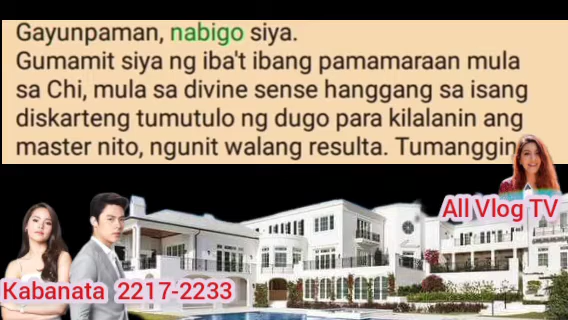 Gayunpaman, nabigo siya.
Gumamit siya ng iba't ibang pamamaraan mula
sa Chi, mula sa divine sense hanggang sa isang
diskarteng tumutulo ng dugo para kilalanin ang
master nito, ngunit walang resulta. Tumanggin
All Vlog TV
Kabanata 2217-2233